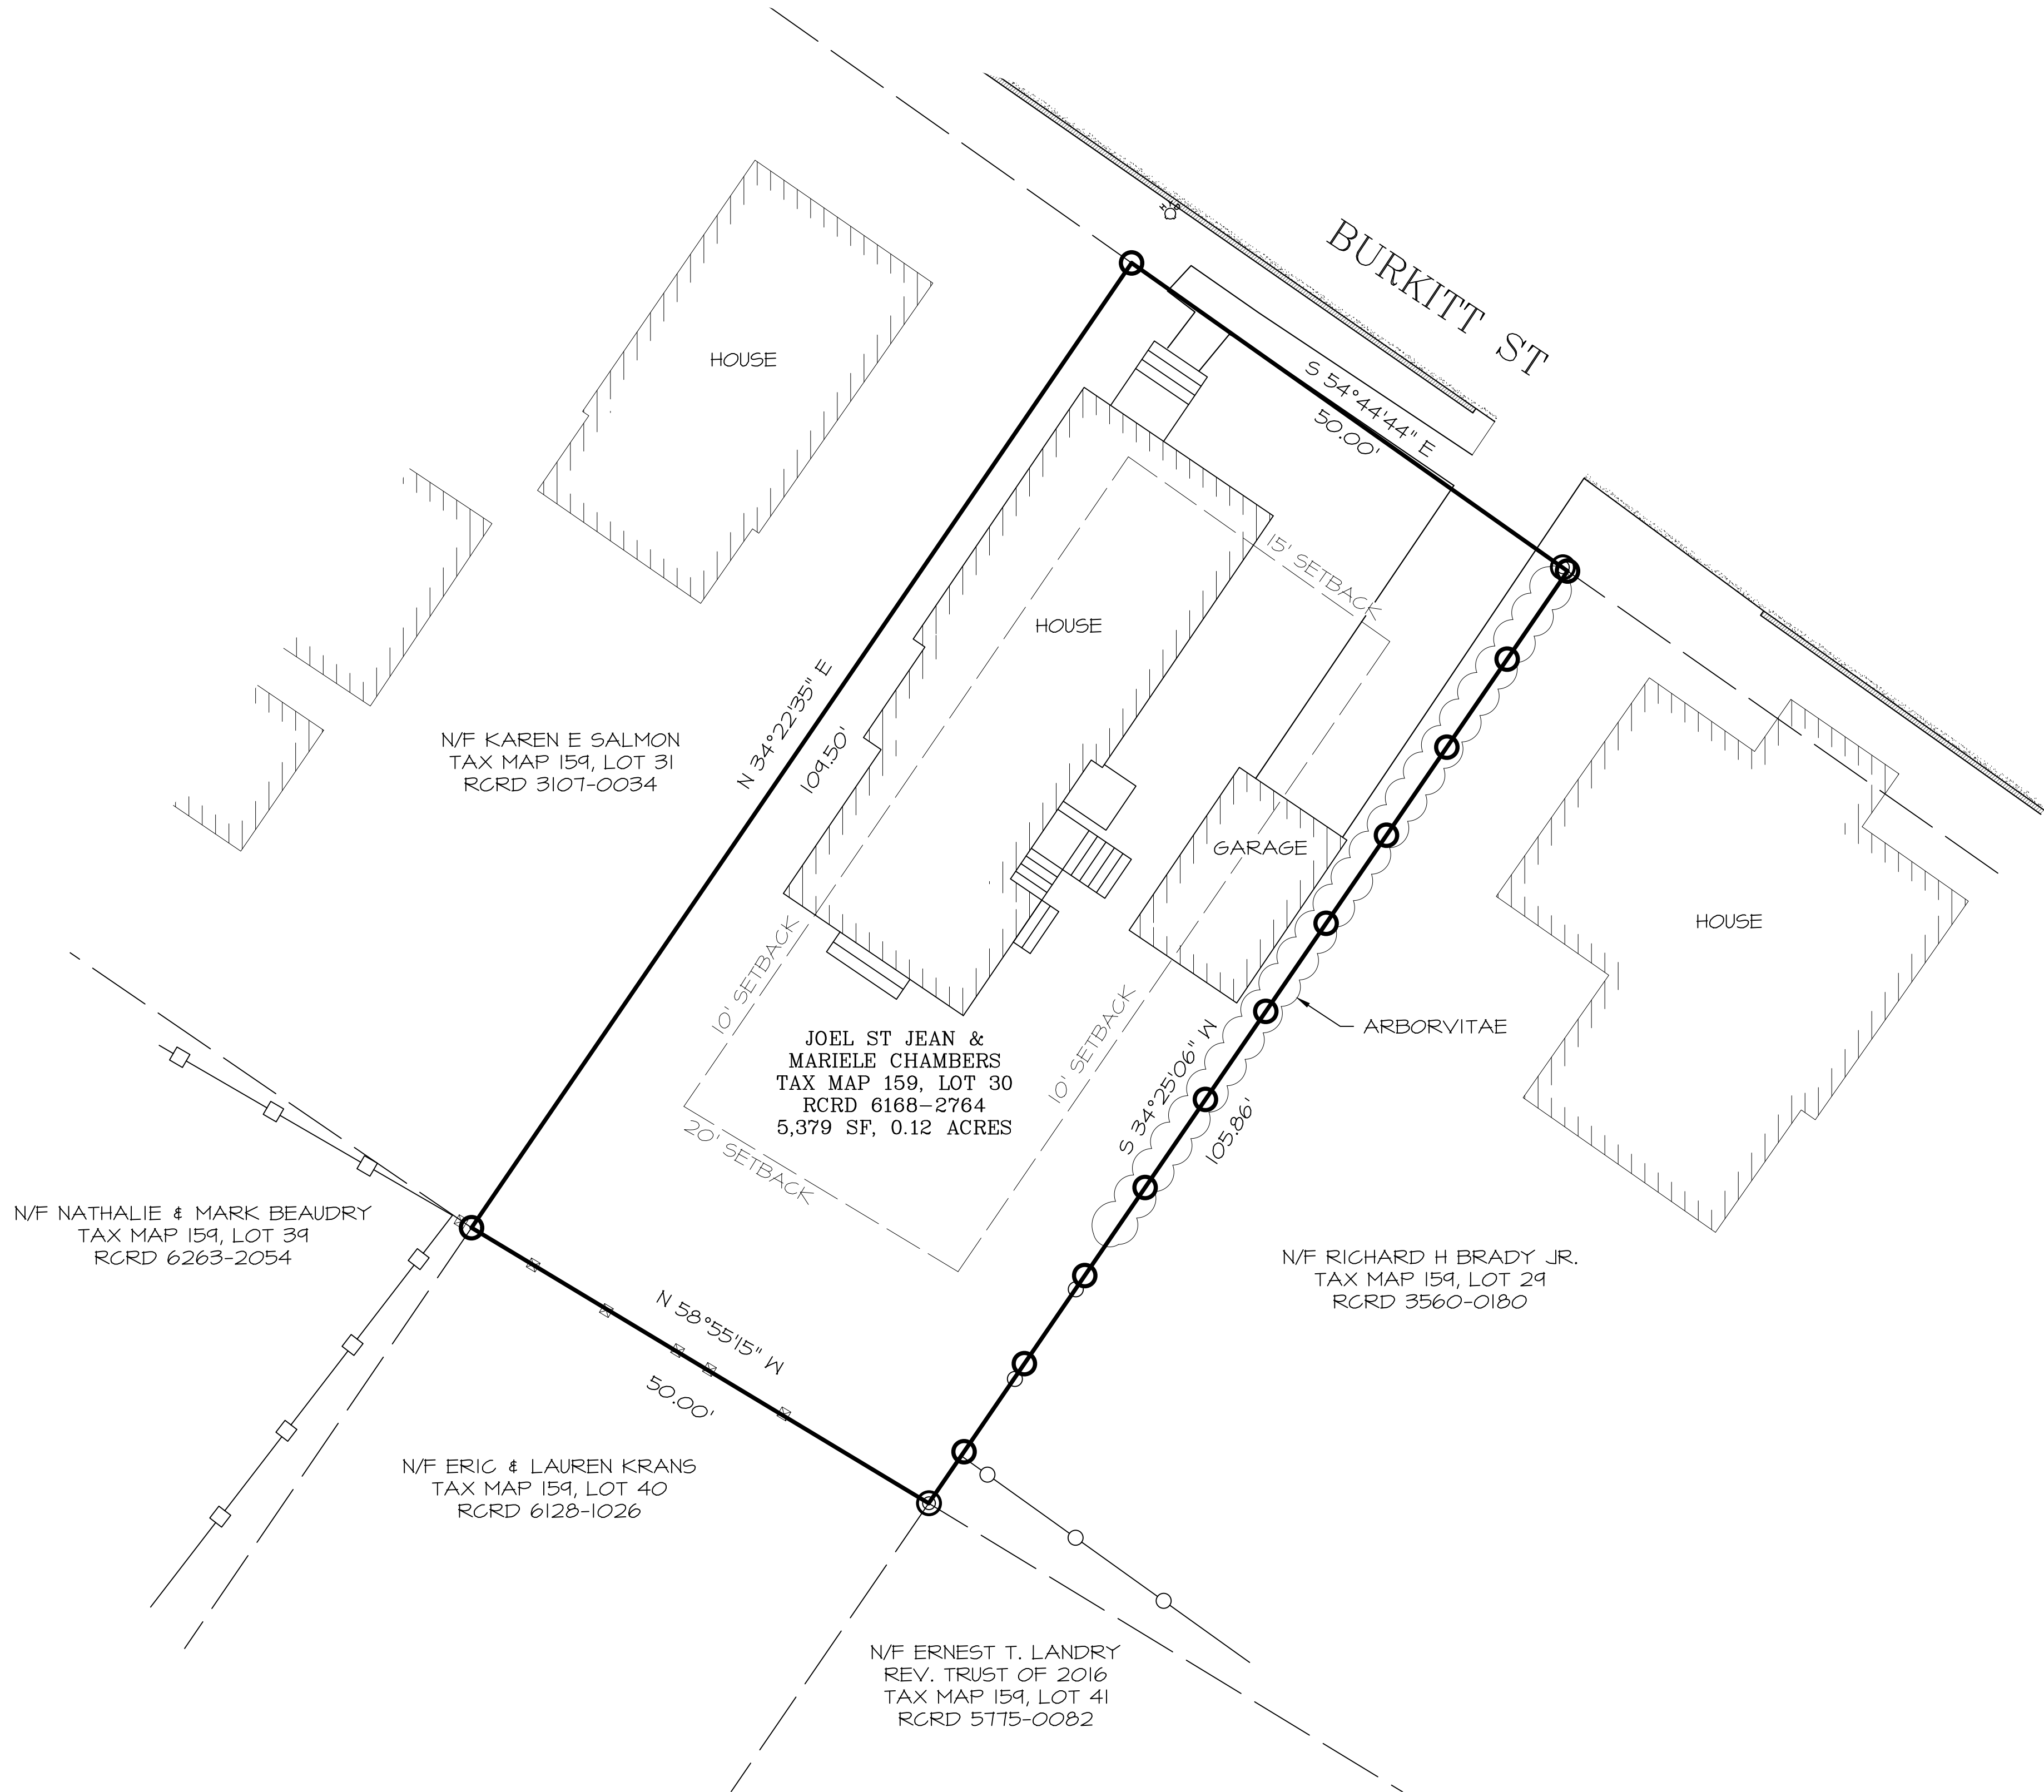 BURKITT ST
HOUSE
S 54°44'44" E
50.00'
15' SETBACK
HOUSE
N 34°22'35" E
109.50'
N/F KAREN E SALMON
TAX MAP 159, LOT 31
RCRD 3107-0034
GARAGE
HOUSE
10' SETBACK
10' SETBACK
ARBORVITAE
JOEL ST JEAN &
MARIELE CHAMBERS
TAX MAP 159, LOT 30
RCRD 6168-2764
5,379 SF, 0.12 ACRES
S 34°25'06" W
105.86'
20' SETBACK
N/F NATHALIE & MARK BEAUDRY
TAX MAP 159, LOT 39
RCRD 6263-2054
N/F RICHARD H BRADY JR.
TAX MAP 159, LOT 29
RCRD 3560-0180
N 58°55'15" W
50.00'
N/F ERIC & LAUREN KRANS
TAX MAP 159, LOT 40
RCRD 6128-1026
N/F ERNEST T. LANDRY
REV. TRUST OF 2016
TAX MAP 159, LOT 41
RCRD 5775-0082